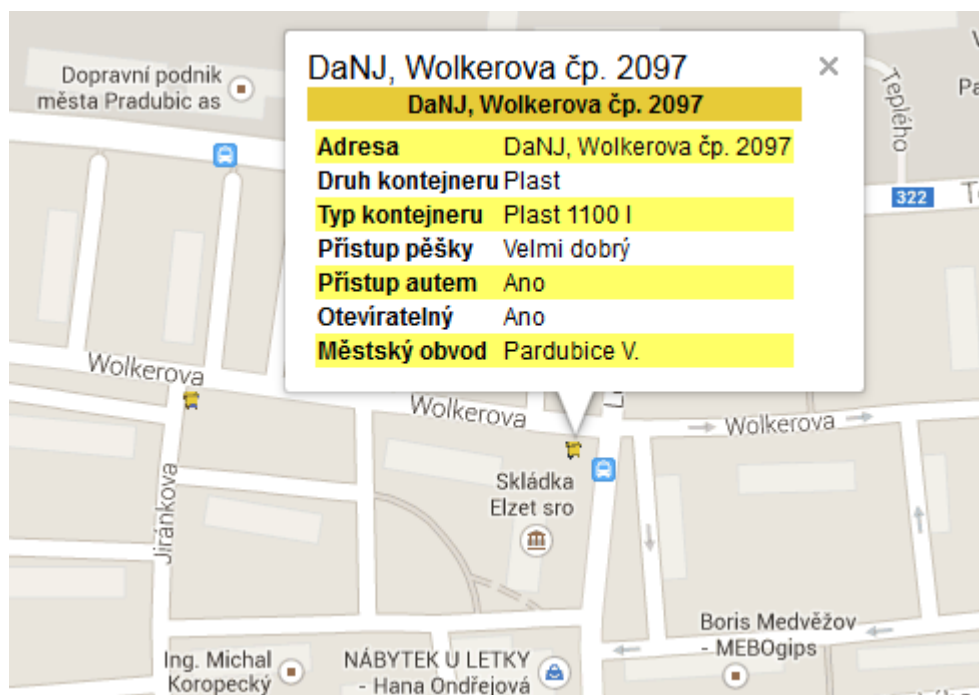 Dopravní podnik
města Pradubic as
DaNJ, Wolkerova čp. 2097
DaNJ, Wolkerova čp. 2097
Adresa DaNJ, Wolkerova čp. 2097
Druh kontejneru Plast
Typ kontejneru Plast 1100 l
Přístup pěšky Velmi dobrý
Přístup autem Ano
Otevíratelný Ano
Městský obvod Pardubice V.
Teplého
322
Wolkerova
Wolkerova
Wolkerova
Skládka
Elzet sro
Jiránkova
Boris Medvěžov
- MEBOgips
Ing. Michal
Koropecký
NÁBYTEK U LETKY
- Hana Ondřejová